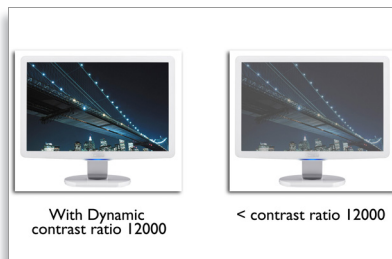 With Dynamic
contrast ratio 12000
< contrast ratio 12000